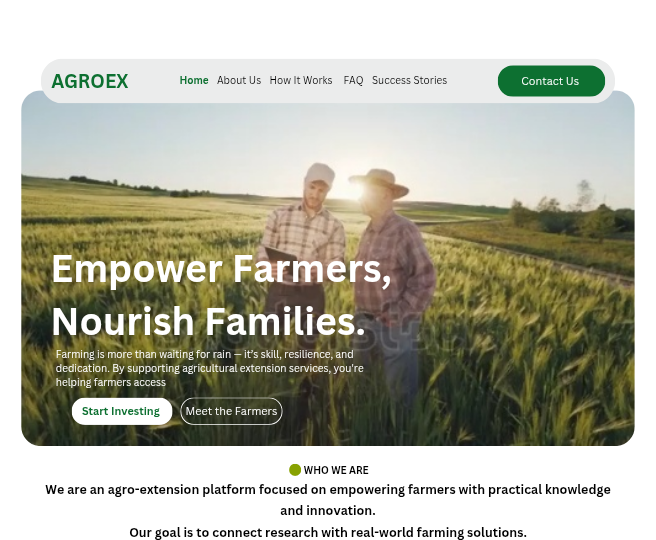 AGROEX
Home About Us How It Works FAQ Success Stories
Contact Us
Empower Farmers,
Nourish Families.
Farming is more than waiting for rain — it's skill, resilience, and
dedication. By supporting agricultural extension services, you're
helping farmers access
Start Investing
Meet the Farmers
WHO WE ARE
We are an agro-extension platform focused on empowering farmers with practical knowledge
and innovation.
Our goal is to connect research with real-world farming solutions.